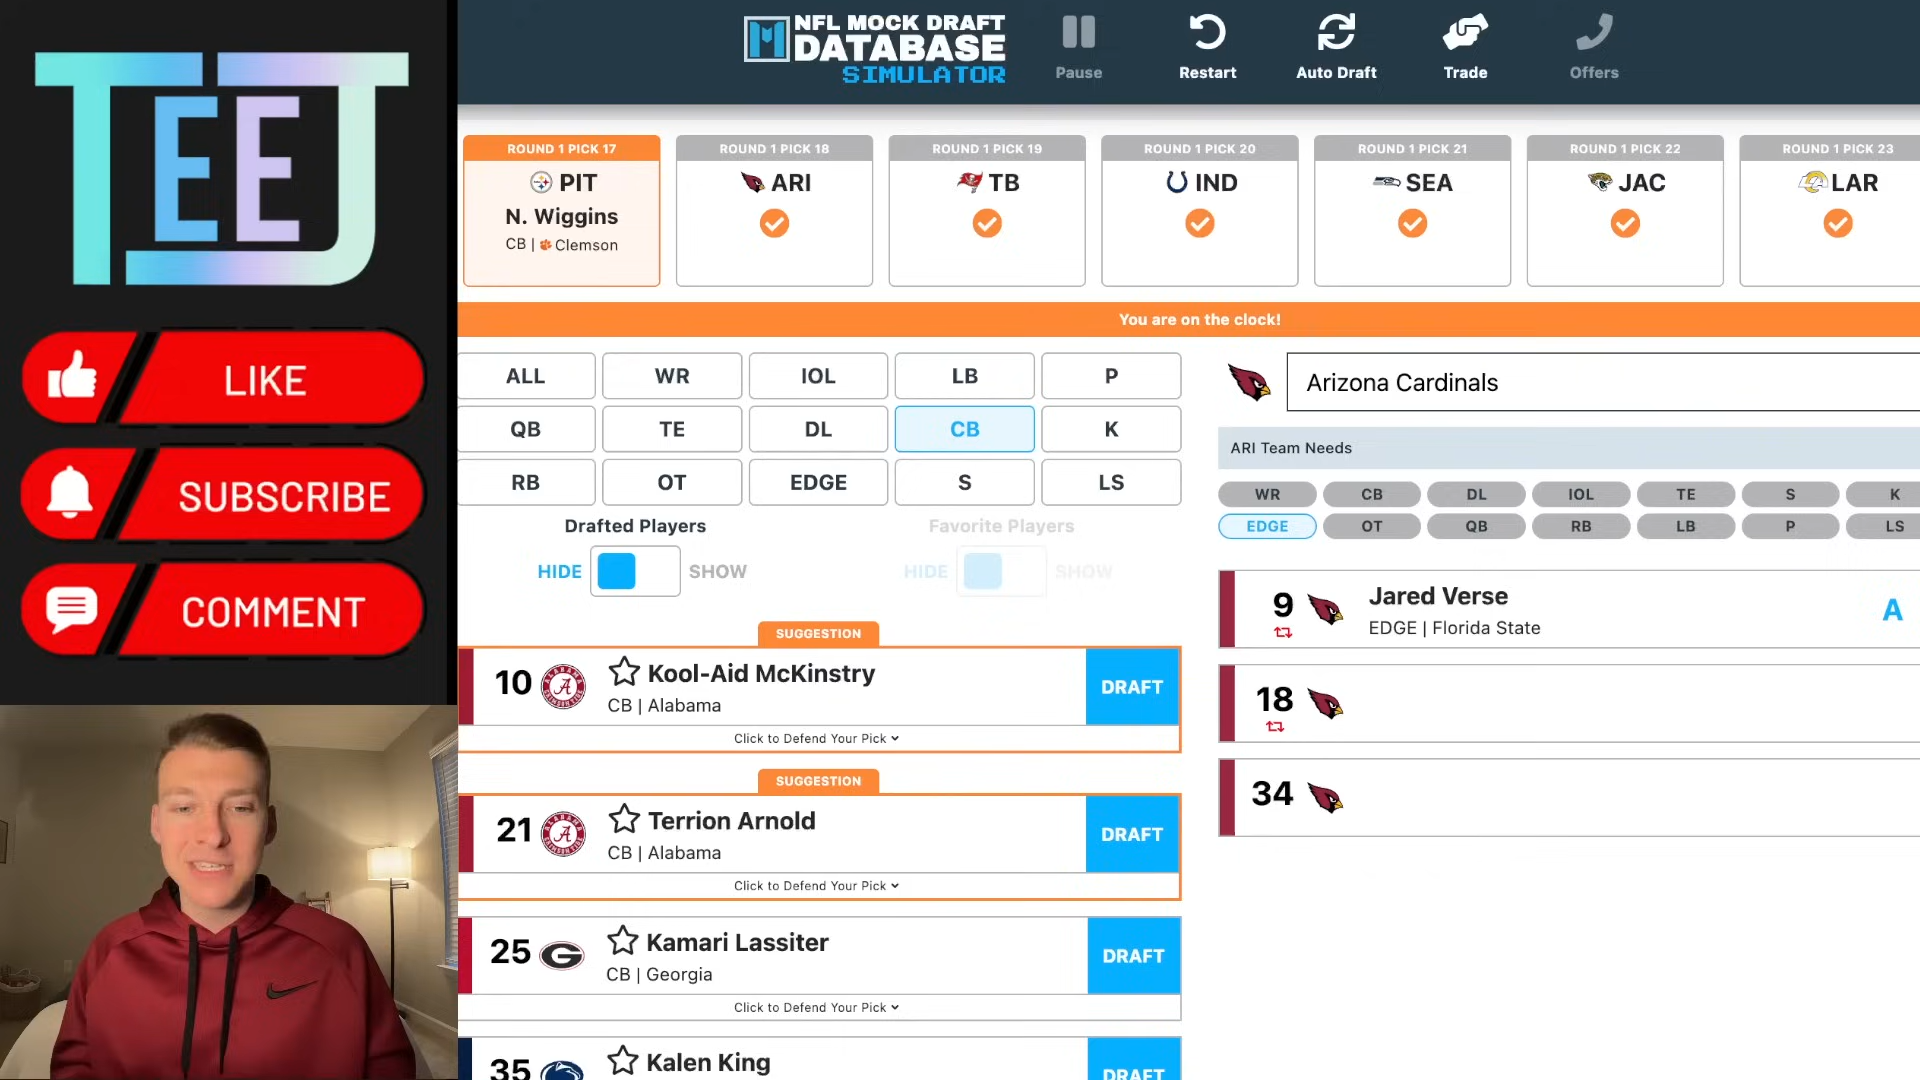 TEEJ
LIKE
SUBSCRIBE
COMMENT
NFL MOCK DRAFT
DATABASE
SIMULATOR
Pause
Restart
Auto Draft
Trade
Offers
ROUND 1 PICK 17
PIT
N. Wiggins
CB | Clemson
ROUND 1 PICK 18
ARI
ROUND 1 PICK 19
TB
ROUND 1 PICK 20
IND
ROUND 1 PICK 21
SEA
ROUND 1 PICK 22
JAC
ROUND 1 PICK 23
LAR
You are on the clock!
ALL WR IOL LB P
QB TE DL CB K
RB OT EDGE S LS
Drafted Players
HIDE SHOW
Favorite Players
HIDE SHOW
SUGGESTION
10 Kool-Aid McKinstry
CB | Alabama
DRAFT
Click to Defend Your Pick
SUGGESTION
21 Terrion Arnold
CB | Alabama
DRAFT
Click to Defend Your Pick
25 Kamari Lassiter
CB | Georgia
DRAFT
Click to Defend Your Pick
35 Kalen King
DRAFT
Arizona Cardinals
ARI Team Needs
WR CB DL IOL TE S K
EDGE OT QB RB LB P LS
9 Jared Verse
EDGE | Florida State
A
18
34